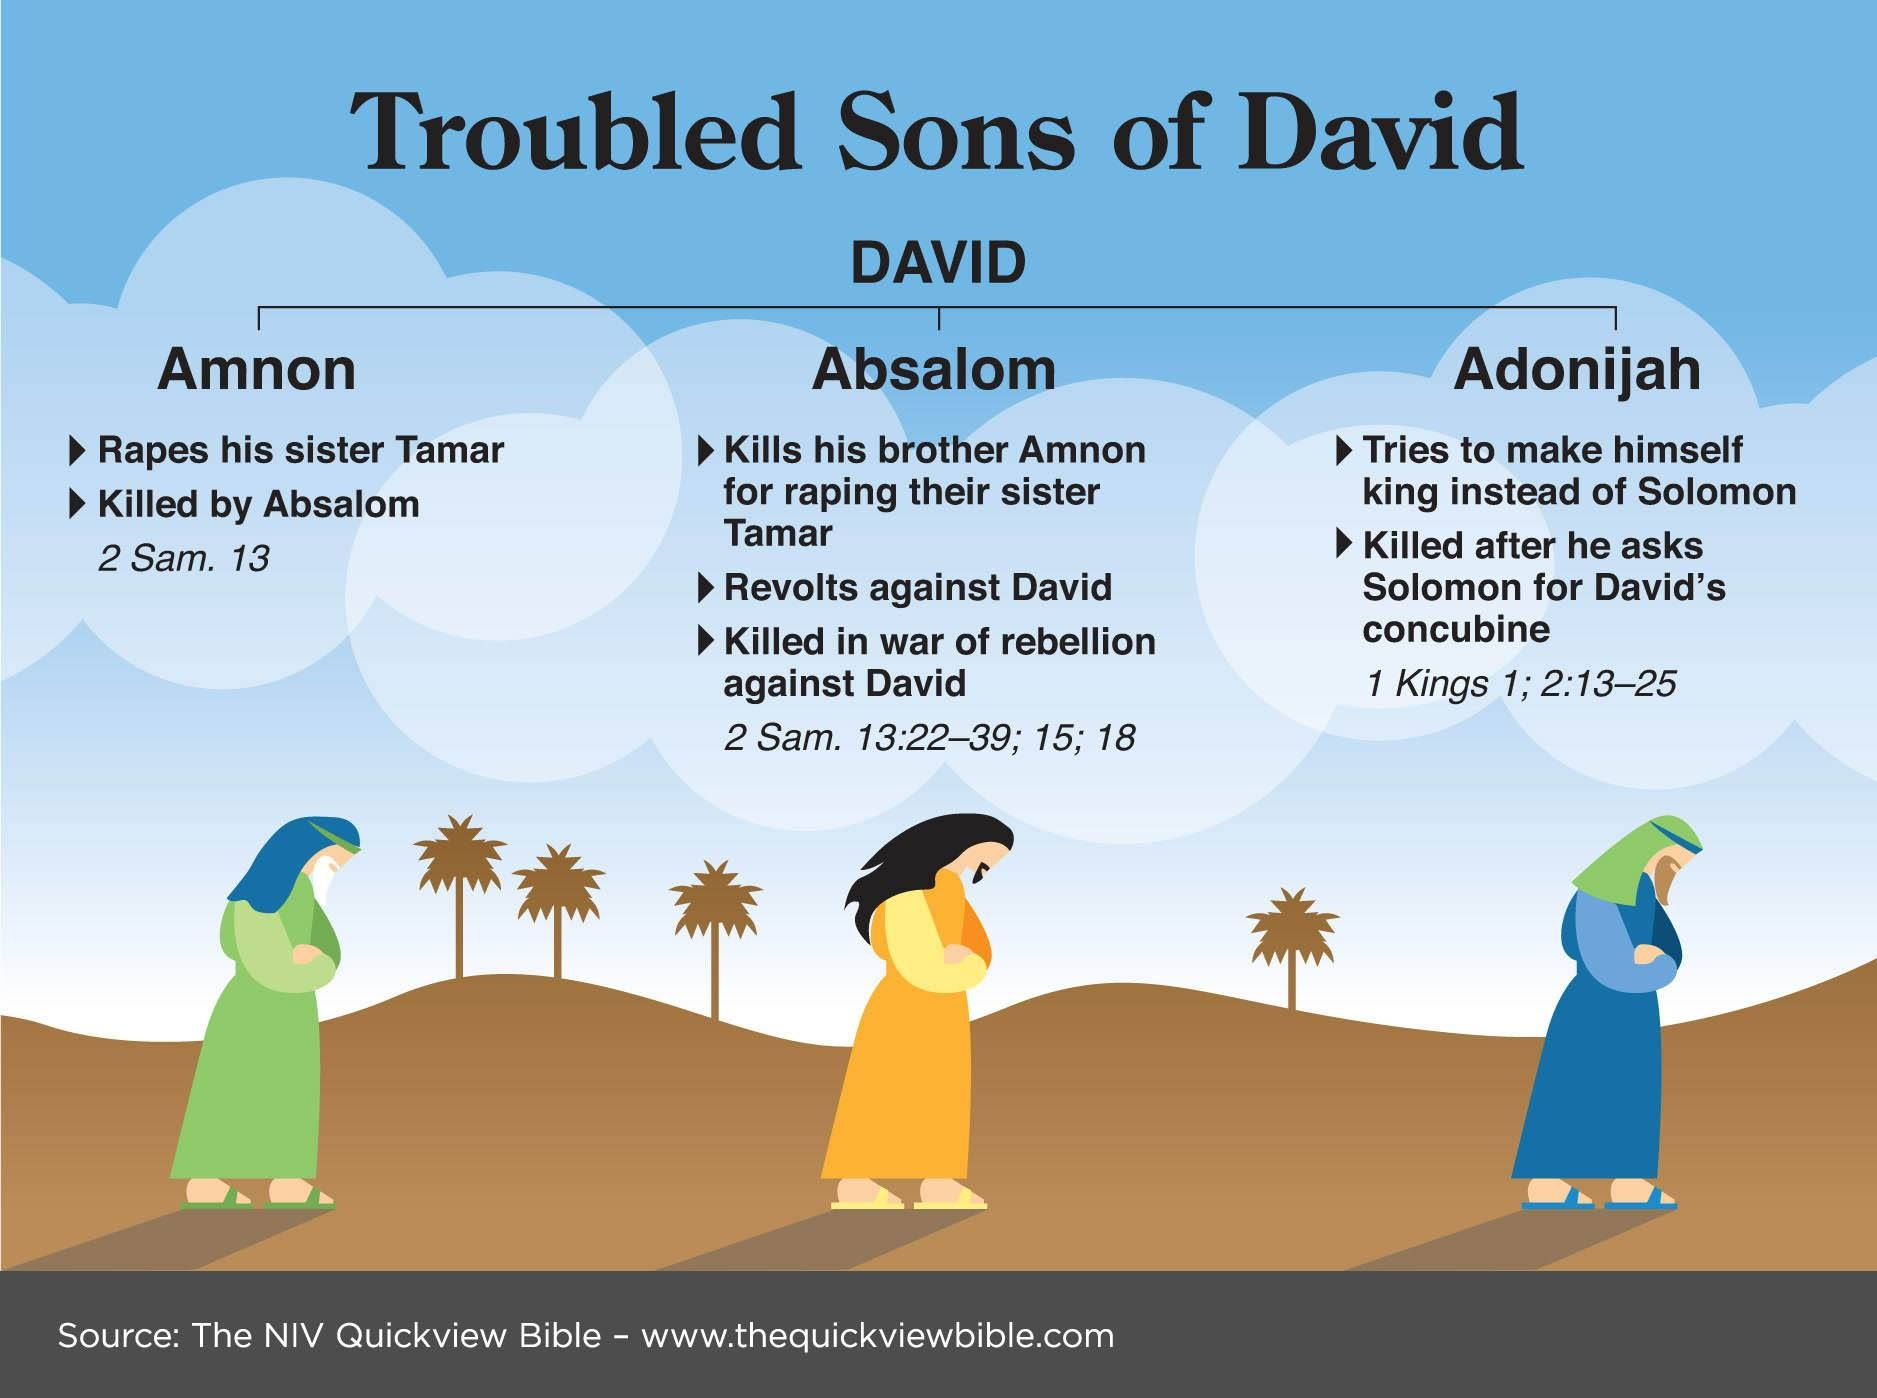 Troubled Sons of David
DAVID
Amnon
Rapes his sister Tamar
Killed by Absalom
2 Sam. 13
Absalom
Kills his brother Amnon
for raping their sister
Tamar
Revolts against David
Killed in war of rebellion
against David
2 Sam. 13:22–39; 15; 18
Adonijah
Tries to make himself
king instead of Solomon
Killed after he asks
Solomon for David’s
concubine
1 Kings 1; 2:13–25
Source: The NIV Quickview Bible – www.thequickviewbible.com